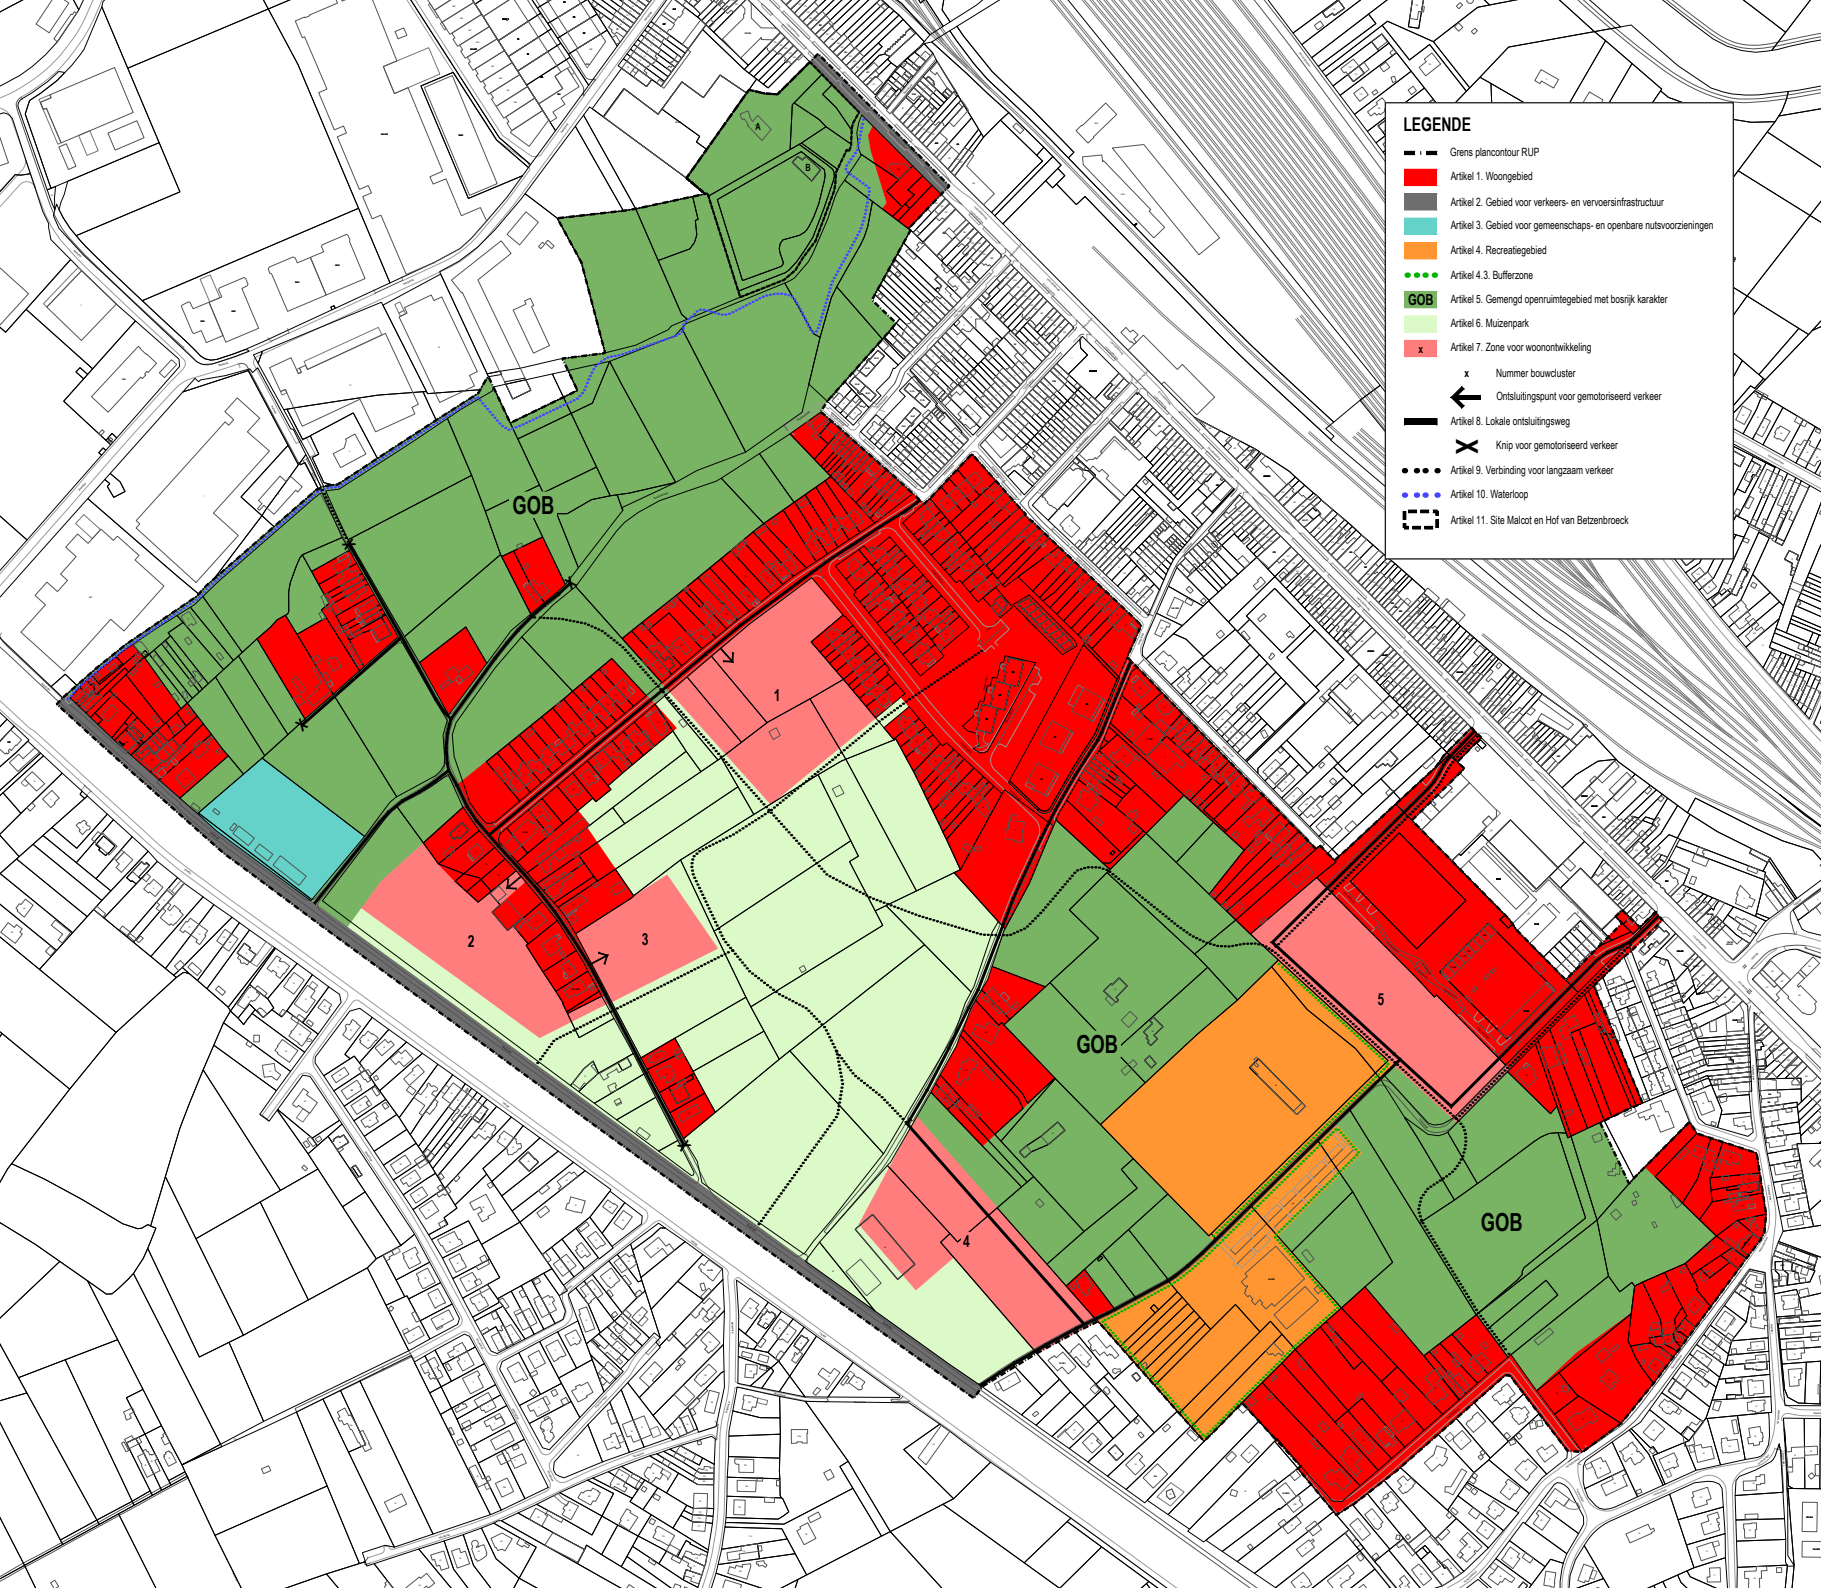 LEGENDE
Grens plancontour RUP
Artikel 1. Woongebied
Artikel 2. Gebied voor verkeers- en vervoersinfrastructuur
Artikel 3. Gebied voor gemeenschaps- en openbare nutsvoorzieningen
Artikel 4. Recreatiegebied
Artikel 4.3. Bufferzone
GOB Artikel 5. Gemengd openruimtegebied met bosrijk karakter
Artikel 6. Muizenpark
x Artikel 7. Zone voor woonontwikkeling
x Nummer bouwcluster
Ontsluitingspunt voor gemotoriseerd verkeer
Artikel 8. Lokale ontsluitingsweg
Knip voor gemotoriseerd verkeer
Artikel 9. Verbinding voor langzaam verkeer
Artikel 10. Waterloop
Artikel 11. Site Malcot en Hof van Betzenbroeck
A
B
GOB
1
2
3
5
GOB
GOB
4